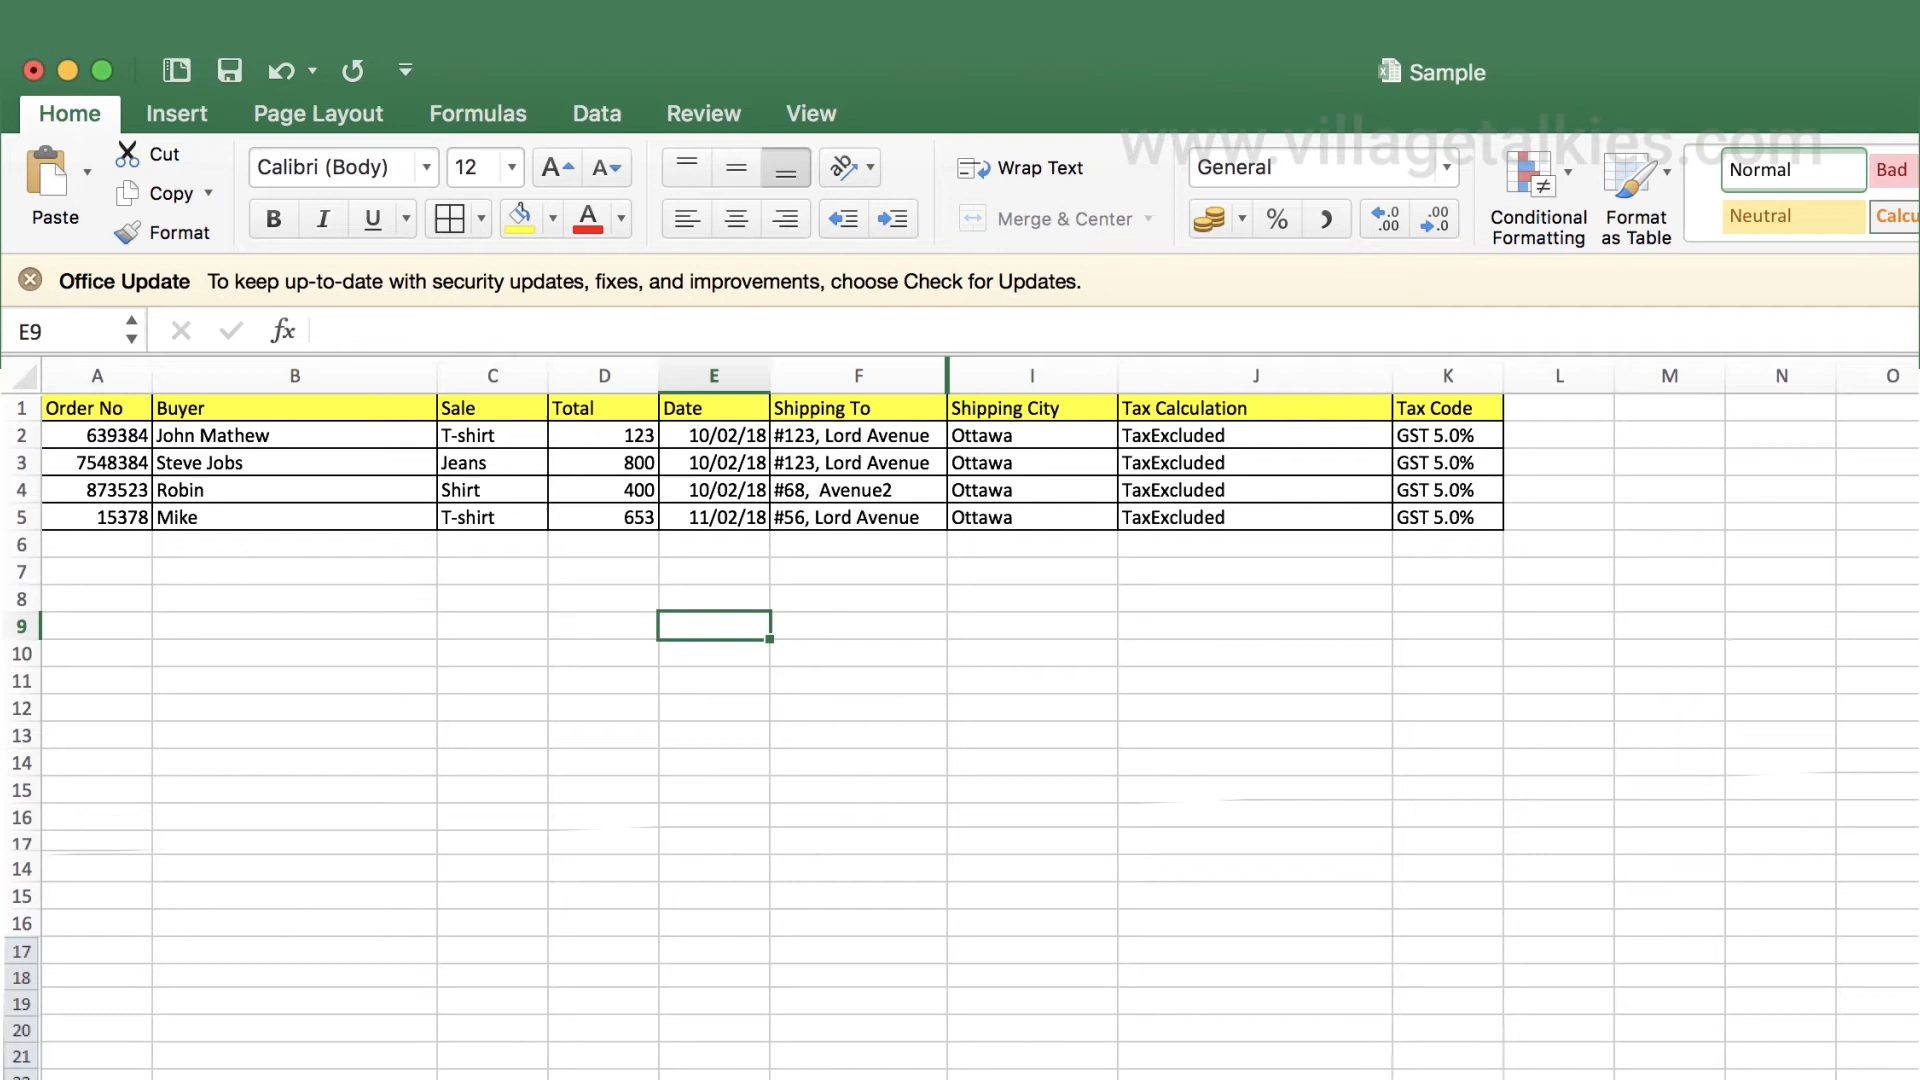 Sample
Home Insert Page Layout Formulas Data Review View
www.villagetalkies.com
Paste Cut Copy Format
Calibri (Body) 12 A A
B I U A
ab
Wrap Text
Merge & Center
General
% .0 .00 .00 .0
Conditional Formatting
Format as Table
Normal Bad
Neutral Calcu
Office Update To keep up-to-date with security updates, fixes, and improvements, choose Check for Updates.
E9 fx
A B C D E F I J K L M N O
1 Order No Buyer Sale Total Date Shipping To Shipping City Tax Calculation Tax Code
2 639384 John Mathew T-shirt 123 10/02/18 #123, Lord Avenue Ottawa TaxExcluded GST 5.0%
3 7548384 Steve Jobs Jeans 800 10/02/18 #123, Lord Avenue Ottawa TaxExcluded GST 5.0%
4 873523 Robin Shirt 400 10/02/18 #68, Avenue2 Ottawa TaxExcluded GST 5.0%
5 15378 Mike T-shirt 653 11/02/18 #56, Lord Avenue Ottawa TaxExcluded GST 5.0%
6
7
8
9
10
11
12
13
14
15
16
17
14
15
16
17
18
19
20
21